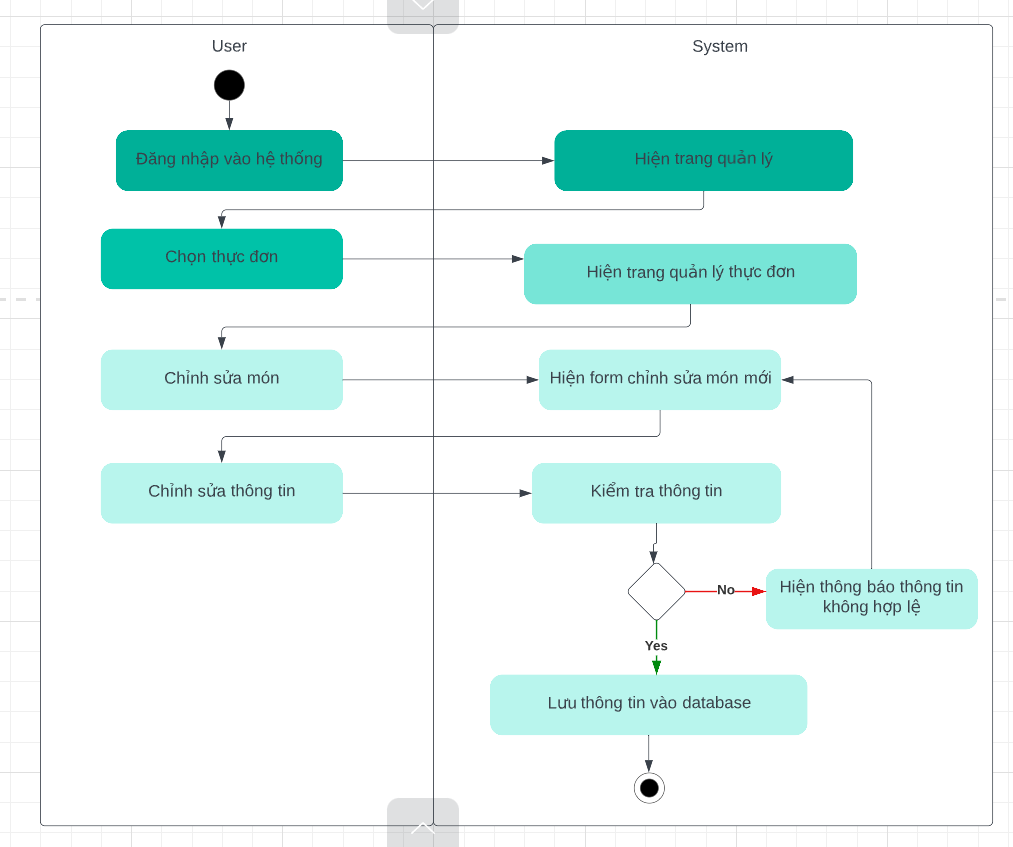 User
System
Đăng nhập vào hệ thống
Hiện trang quản lý
Chọn thực đơn
Hiện trang quản lý thực đơn
Chỉnh sửa món
Hiện form chỉnh sửa món mới
Chỉnh sửa thông tin
Kiểm tra thông tin
No
Hiện thông báo thông tin
không hợp lệ
Yes
Lưu thông tin vào database